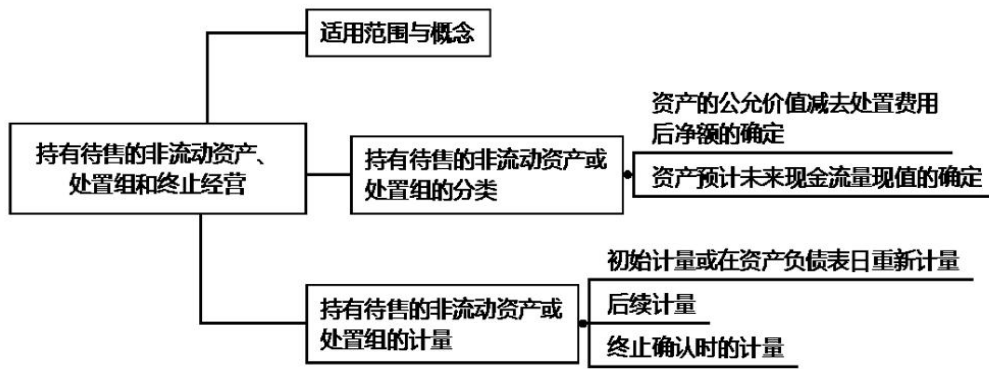 适用范围与概念
持有待售的非流动资产、
处置组和终止经营
持有待售的非流动资产或
处置组的分类
资产的公允价值减去处置费用
后净额的确定
资产预计未来现金流量现值的确定
持有待售的非流动资产或
处置组的计量
初始计量或在资产负债表日重新计量
后续计量
终止确认时的计量